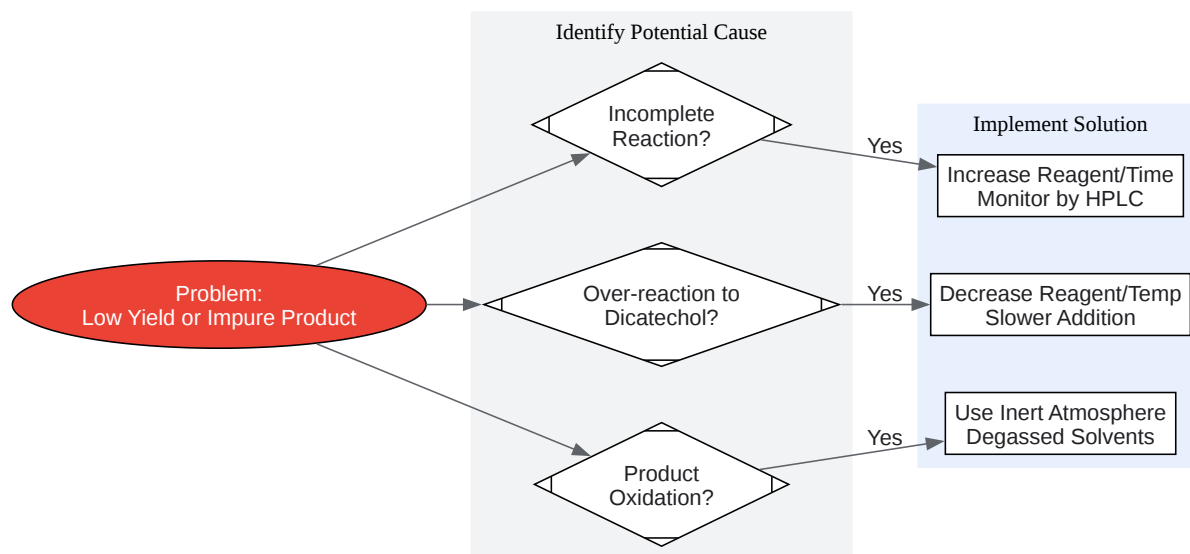 Identify Potential Cause
Incomplete
Reaction?
Yes
Implement Solution
Increase Reagent/Time
Monitor by HPLC
Problem:
Low Yield or Impure Product
Over-reaction to
Dicatechol?
Yes
Decrease Reagent/Temp
Slower Addition
Product
Oxidation?
Yes
Use Inert Atmosphere
Degassed Solvents